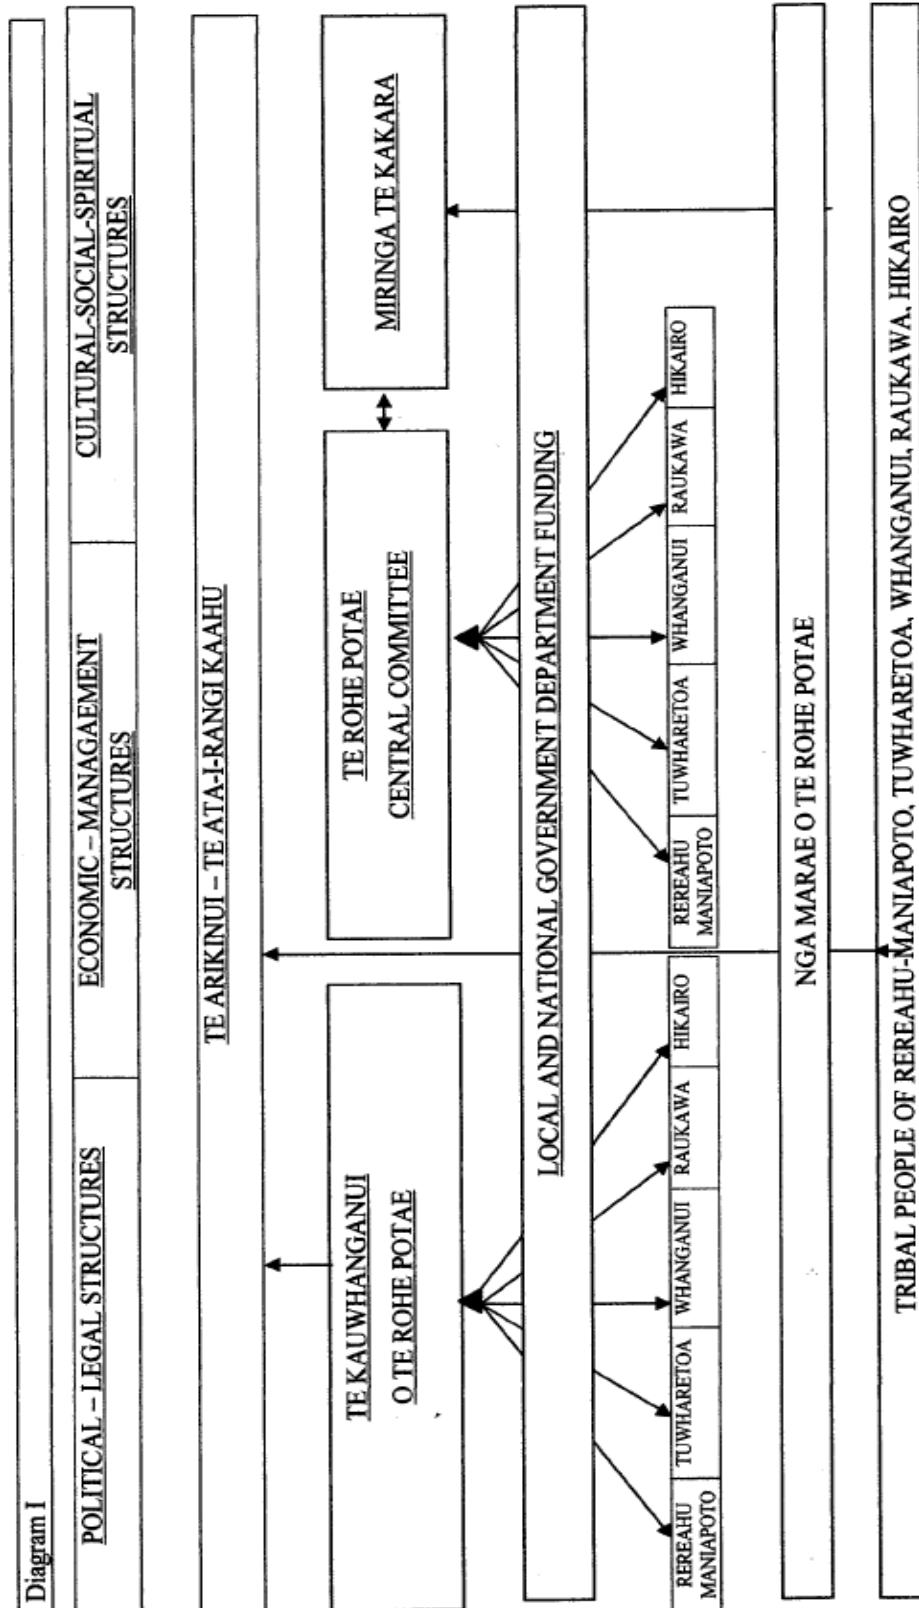 Diagram I
POLITICAL – LEGAL STRUCTURES
ECONOMIC – MANAGAEMENT
STRUCTURES
CULTURAL-SOCIAL-SPIRITUAL
STRUCTURES
TE ARIKINUI – TE ATA-I-RANGI KAAHU
TE KAUWHANGANUI
O TE ROHE POTAE
TE ROHE POTAE
CENTRAL COMMITTEE
MIRINGA TE KAKARA
LOCAL AND NATIONAL GOVERNMENT DEPARTMENT FUNDING
REREAHU
MANIAPOTO
TUWHARETOA
WHANGANUI
RAUKAWA
HIKAIRO
REREAHU
MANIAPOTO
TUWHARETOA
WHANGANUI
RAUKAWA
HIKAIRO
NGA MARAE O TE ROHE POTAE
TRIBAL PEOPLE OF REREAHU-MANIAPOTO, TUWHARETOA, WHANGANUI, RAUKAWA, HIKAIRO